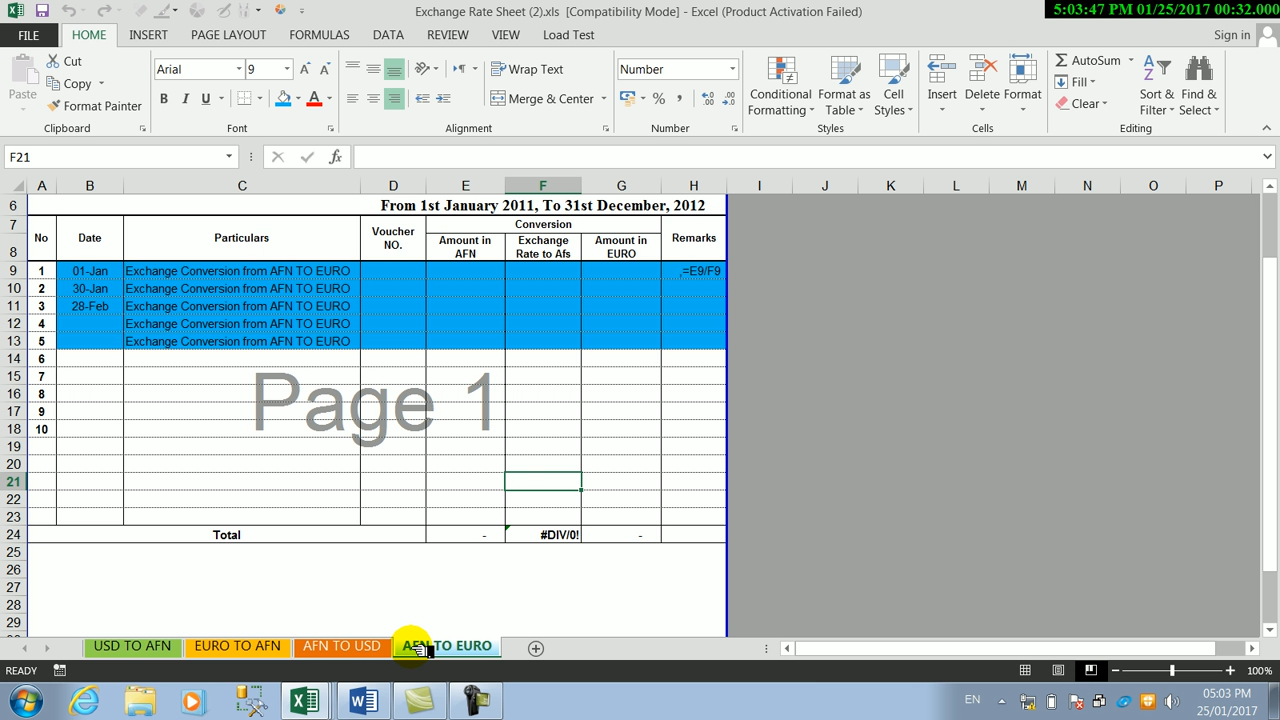 Exchange Rate Sheet (2).xls [Compatibility Mode] - Excel (Product Activation Failed)
5:03:47 PM 01/25/2017 00:32.000
FILE HOME INSERT PAGE LAYOUT FORMULAS DATA REVIEW VIEW Load Test Sign in
Cut
Copy
Format Painter
Paste
Clipboard
Arial 9
B I U
Font
Wrap Text
Merge & Center
Alignment
Number
%
Number
Conditional Formatting
Format as Table
Cell Styles
Styles
Insert Delete Format
Cells
AutoSum
Fill
Clear
Sort & Filter
Find & Select
Editing
F21
fx
A B C D E F G H I J K L M N O P
6 From 1st January 2011, To 31st December, 2012
7 No Date Particulars Voucher NO. Conversion Remarks
8 Amount in AFN Exchange Rate to Afs Amount in EURO
9 1 01-Jan Exchange Conversion from AFN TO EURO ,=E9/F9
10 2 30-Jan Exchange Conversion from AFN TO EURO
11 3 28-Feb Exchange Conversion from AFN TO EURO
12 4 Exchange Conversion from AFN TO EURO
13 5 Exchange Conversion from AFN TO EURO
14 6
15 7
16 8
17 9
18 10
Page 1
19
20
21
22
23
24 Total - #DIV/0! -
25
26
27
28
29
USD TO AFN EURO TO AFN AFN TO USD AFN TO EURO
READY 100%
EN 05:03 PM
25/01/2017